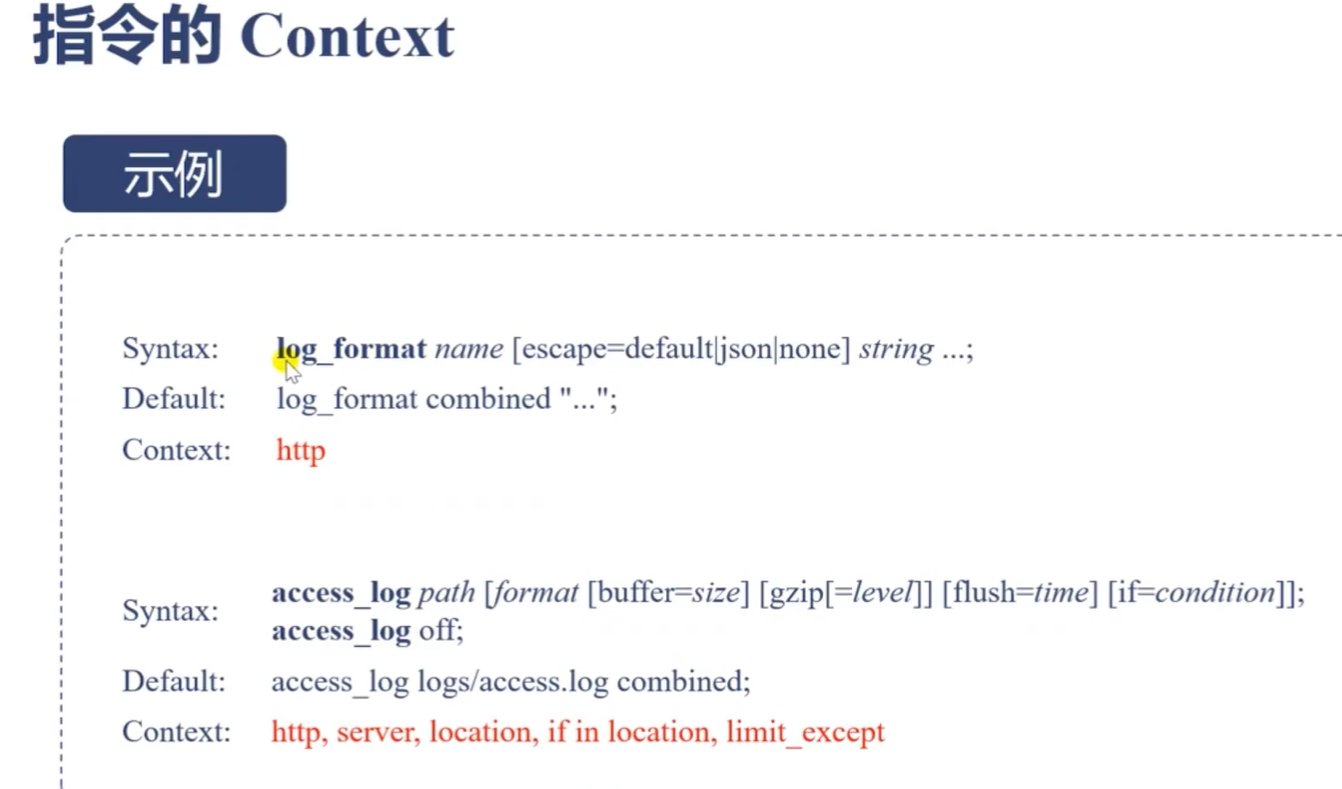 指令的 Context
示例
Syntax: log_format name [escape=default|json|none] string ...;
Default: log_format combined "...";
Context: http
Syntax: access_log path [format [buffer=size] [gzip[=level]] [flush=time] [if=condition]];
access_log off;
Default: access_log logs/access.log combined;
Context: http, server, location, if in location, limit_except